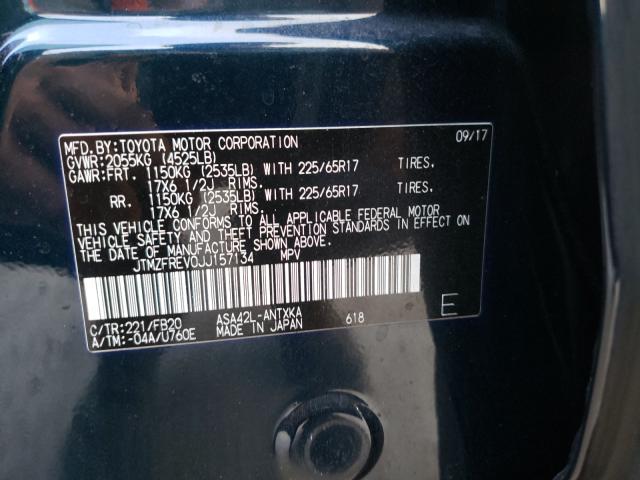 MFD. BY:TOYOTA MOTOR CORPORATION 09/17
GVWR:2055KG (4525LB)
GAWR:FRT. 1150KG (2535LB) WITH 225/65R17 TIRES.
17X6 1/2J RIMS.
RR. 1150KG (2535LB) WITH 225/65R17 TIRES.
17X6 1/2J RIMS.
THIS VEHICLE CONFORMS TO ALL APPLICABLE FEDERAL MOTOR
VEHICLE SAFETY AND THEFT PREVENTION STANDARDS IN EFFECT ON
THE DATE OF MANUFACTURE SHOWN ABOVE.
JTMZFREV0JJ157134 MPV
C/TR:221/FB20 ASA42L-ANTXKA
A/TM:-04A/U760E MADE IN JAPAN 618
E